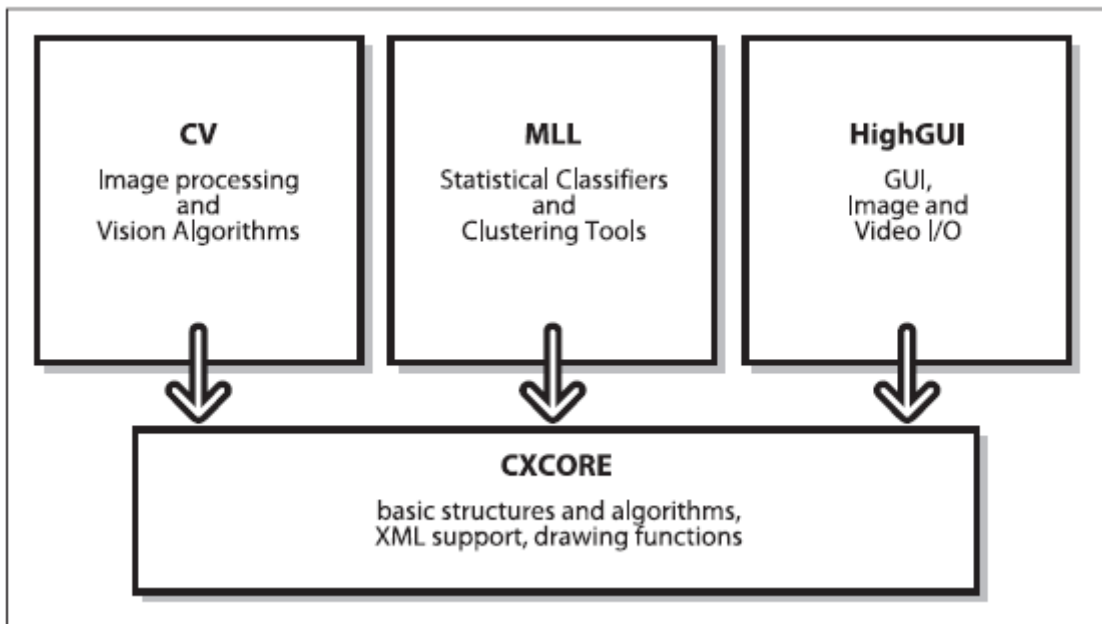 CV
Image processing
and
Vision Algorithms
MLL
Statistical Classifiers
and
Clustering Tools
HighGUI
GUI,
Image and
Video I/O
CXCORE
basic structures and algorithms,
XML support, drawing functions